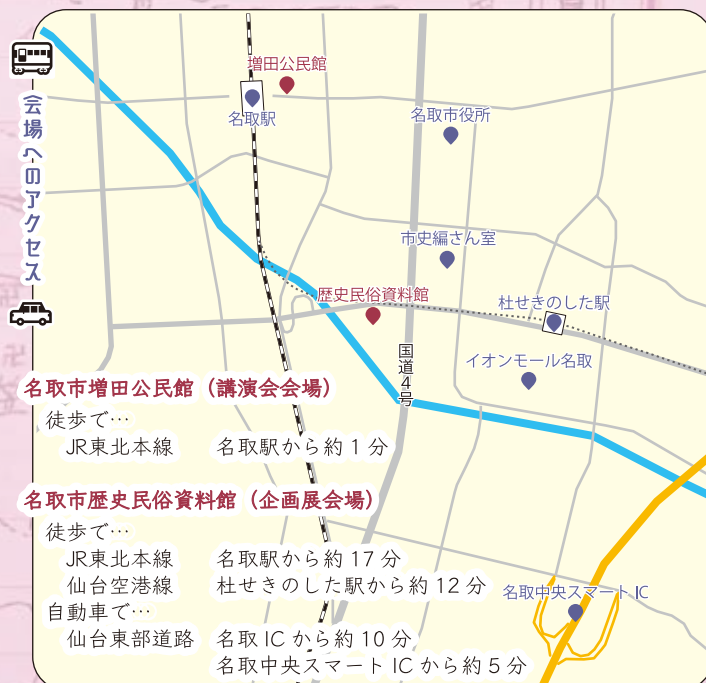 会場へのアクセス
増田公民館
名取駅
名取市役所
市史編さん室
歴史民俗資料館
杜せきのした駅
国道4号
イオンモール名取
名取市増田公民館（講演会会場）
徒歩で…
JR東北本線 名取駅から約1分
名取市歴史民俗資料館（企画展会場）
徒歩で…
JR東北本線 名取駅から約17分
仙台空港線 杜せきのした駅から約12分
自動車で…
仙台東部道路 名取ICから約10分
名取中央スマートICから約5分
名取中央スマートIC